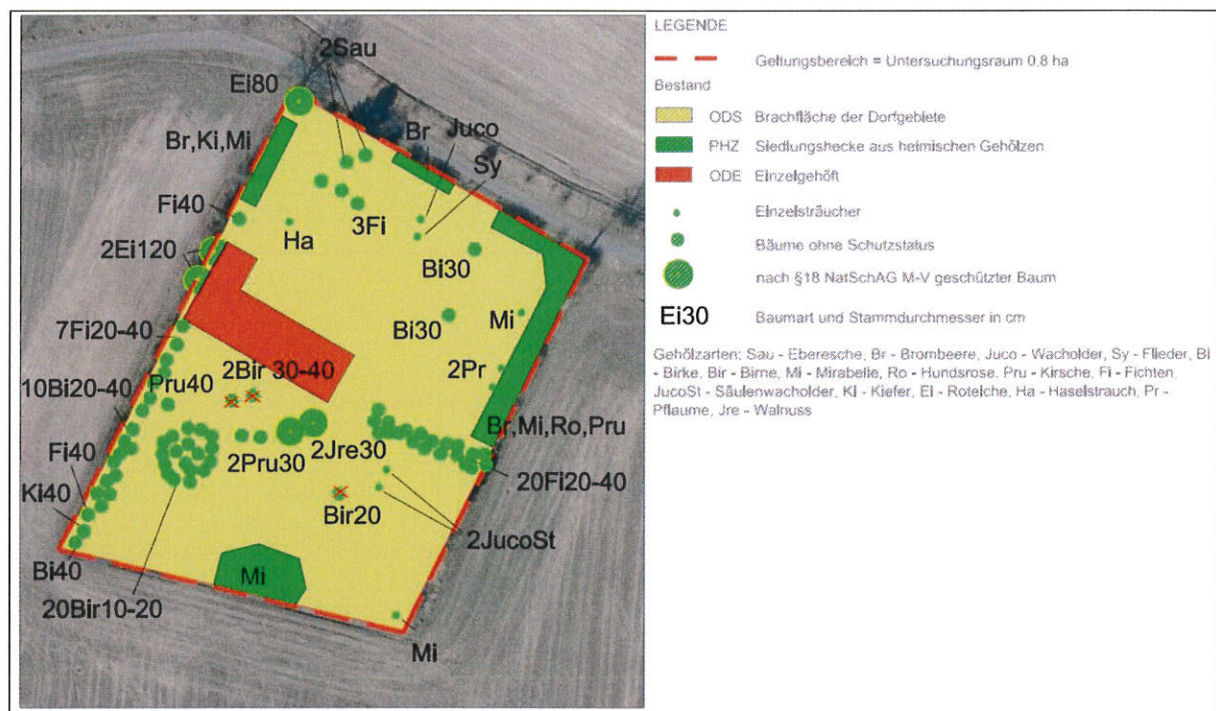 2Sau
Ei80
Br
Juco
Br,Ki,Mi
Sy
Fi40
3Fi
Ha
2Ei120
Bi30
7Fi20-40
Bi30
Mi
2Bir 30-40
2Pr
10Bi20-40
Pru40
Br,Mi,Ro,Pru
Fi40
2Jre30
2Pru30
20Fi20-40
Ki40
Bir20
2JucoSt
Bi40
Mi
20Bir10-20
Mi
LEGENDE
Geltungsbereich = Untersuchungsraum 0.8 ha
Bestand
ODS Brachfläche der Dorfgebiete
PHZ Siedlungshecke aus heimischen Gehölzen
ODE Einzelgehöft
Einzelsträucher
Bäume ohne Schutzstatus
nach §18 NatSchAG M-V geschützter Baum
Ei30 Baumart und Stammdurchmesser in cm
Gehölzarten: Sau - Eberesche, Br - Brombeere, Juco - Wacholder, Sy - Flieder, Bi
- Birke, Bir - Birne, Mi - Mirabelle, Ro - Hundsrose, Pru - Kirsche, Fi - Fichten,
JucoSt - Säulenwacholder, Ki - Kiefer, Ei - Roteiche, Ha - Haselstrauch, Pr -
Pflaume, Jre - Walnuss